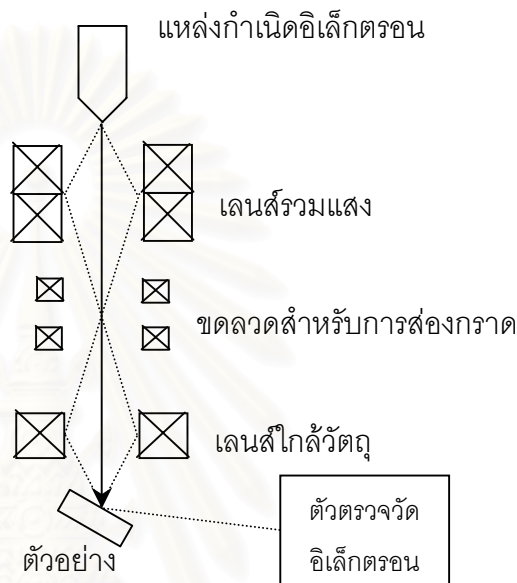 แหล่งกำเนิดอิเล็กตรอน
เลนส์รวมแสง
ขดลวดสำหรับการส่องกราด
เลนส์ใกล้วัตถุ
ตัวอย่าง
ตัวตรวจวัด
อิเล็กตรอน